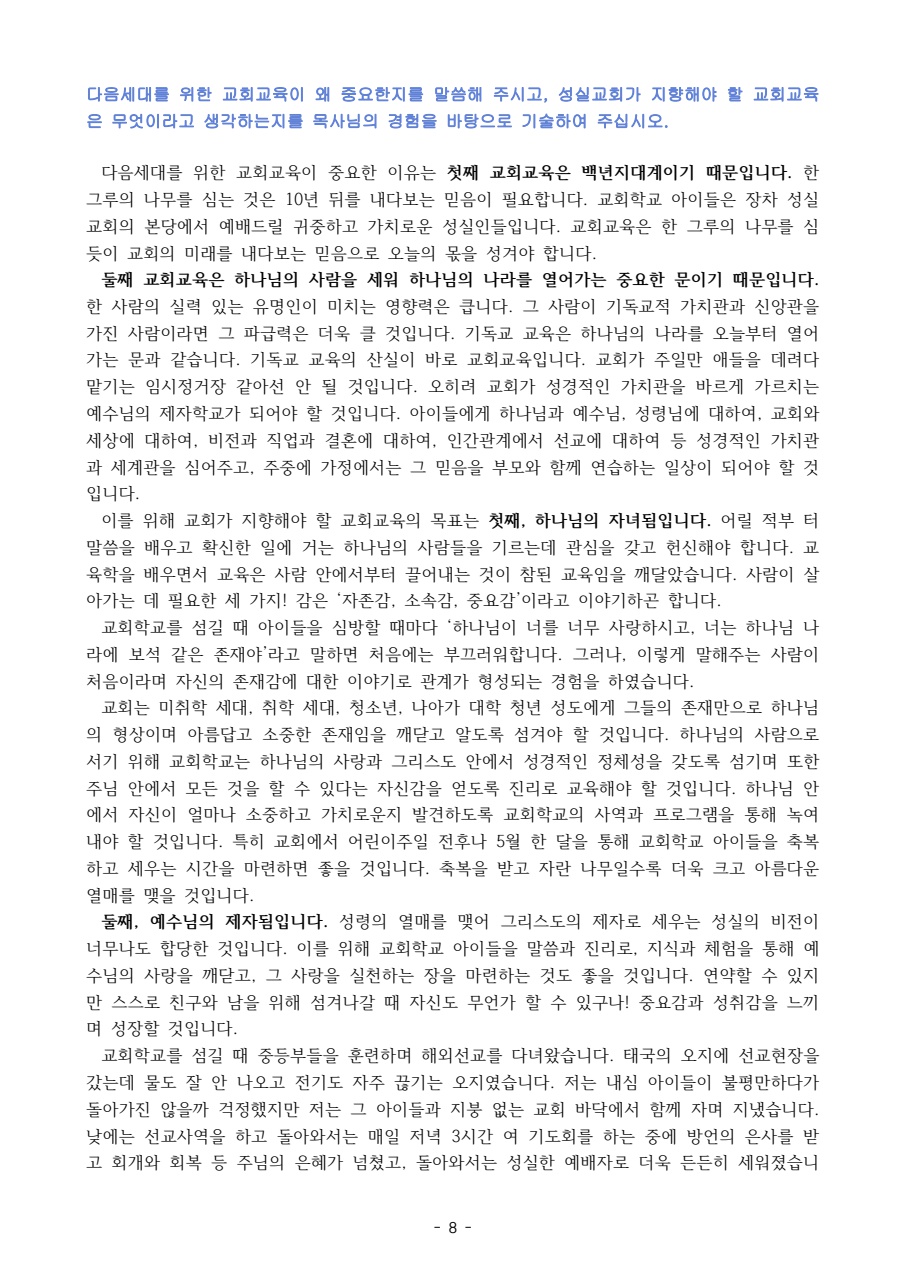 다음세대를 위한 교회교육이 왜 중요한지를 말씀해 주시고, 성실교회가 지향해야 할 교회교육
은 무엇이라고 생각하는지를 목사님의 경험을 바탕으로 기술하여 주십시오.
다음세대를 위한 교회교육이 중요한 이유는 첫째 교회교육은 백년지대계이기 때문입니다. 한
그루의 나무를 심는 것은 10년 뒤를 내다보는 믿음이 필요합니다. 교회학교 아이들은 장차 성실
교회의 본당에서 예배드릴 귀중하고 가치로운 성실인들입니다. 교회교육은 한 그루의 나무를 심
듯이 교회의 미래를 내다보는 믿음으로 오늘의 몫을 성겨야 합니다.
둘째 교회교육은 하나님의 사람을 세워 하나님의 나라를 열어가는 중요한 문이기 때문입니다.
한 사람의 실력 있는 유명인이 미치는 영향력은 큽니다. 그 사람이 기독교적 가치관과 신앙관을
가진 사람이라면 그 파급력은 더욱 클 것입니다. 기독교 교육은 하나님의 나라를 오늘부터 열어
가는 문과 같습니다. 기독교 교육의 산실이 바로 교회교육입니다. 교회가 주일만 애들을 데려다
맡기는 임시정거장 같아선 안 될 것입니다. 오히려 교회가 성경적인 가치관을 바르게 가르치는
예수님의 제자학교가 되어야 할 것입니다. 아이들에게 하나님과 예수님, 성령님에 대하여, 교회와
세상에 대하여, 비전과 직업과 결혼에 대하여, 인간관계에서 선교에 대하여 등 성경적인 가치관
과 세계관을 심어주고, 주중에 가정에서는 그 믿음을 부모와 함께 연습하는 일상이 되어야 할 것
입니다.
이를 위해 교회가 지향해야 할 교회교육의 목표는 첫째, 하나님의 자녀됨입니다. 어릴 적부 터
말씀을 배우고 확신한 일에 거는 하나님의 사람들을 기르는데 관심을 갖고 헌신해야 합니다. 교
육학을 배우면서 교육은 사람 안에서부터 끌어내는 것이 참된 교육임을 깨달았습니다. 사람이 살
아가는 데 필요한 세 가지! 감은 ‘자존감, 소속감, 중요감’이라고 이야기하곤 합니다.
교회학교를 섬길 때 아이들을 심방할 때마다 ‘하나님이 너를 너무 사랑하시고, 너는 하나님 나
라에 보석 같은 존재야’라고 말하면 처음에는 부끄러워합니다. 그러나, 이렇게 말해주는 사람이
처음이라며 자신의 존재감에 대한 이야기로 관계가 형성되는 경험을 하였습니다.
교회는 미취학 세대, 취학 세대, 청소년, 나아가 대학 청년 성도에게 그들의 존재만으로 하나님
의 형상이며 아름답고 소중한 존재임을 깨닫고 알도록 섬겨야 할 것입니다. 하나님의 사람으로
서기 위해 교회학교는 하나님의 사랑과 그리스도 안에서 성경적인 정체성을 갖도록 섬기며 또한
주님 안에서 모든 것을 할 수 있다는 자신감을 얻도록 진리로 교육해야 할 것입니다. 하나님 안
에서 자신이 얼마나 소중하고 가치로운지 발견하도록 교회학교의 사역과 프로그램을 통해 녹여
내야 할 것입니다. 특히 교회에서 어린이주일 전후나 5월 한 달을 통해 교회학교 아이들을 축복
하고 세우는 시간을 마련하면 좋을 것입니다. 축복을 받고 자란 나무일수록 더욱 크고 아름다운
열매를 맺을 것입니다.
둘째, 예수님의 제자됨입니다. 성령의 열매를 맺어 그리스도의 제자로 세우는 성실의 비전이
너무나도 합당한 것입니다. 이를 위해 교회학교 아이들을 말씀과 진리로, 지식과 체험을 통해 예
수님의 사랑을 깨닫고, 그 사랑을 실천하는 장을 마련하는 것도 좋을 것입니다. 연약할 수 있지
만 스스로 친구와 남을 위해 섬겨나갈 때 자신도 무언가 할 수 있구나! 중요감과 성취감을 느끼
며 성장할 것입니다.
교회학교를 섬길 때 중등부들을 훈련하며 해외선교를 다녀왔습니다. 태국의 오지에 선교현장을
갔는데 물도 잘 안 나오고 전기도 자주 끊기는 오지였습니다. 저는 내심 아이들이 불평만하다가
돌아가진 않을까 걱정했지만 저는 그 아이들과 지붕 없는 교회 바닥에서 함께 자며 지냈습니다.
낮에는 선교사역을 하고 돌아와서는 매일 저녁 3시간 여 기도회를 하는 중에 방언의 은사를 받
고 회개와 회복 등 주님의 은혜가 넘쳤고, 돌아와서는 성실한 예배자로 더욱 든든히 세워졌습니
- 8 -